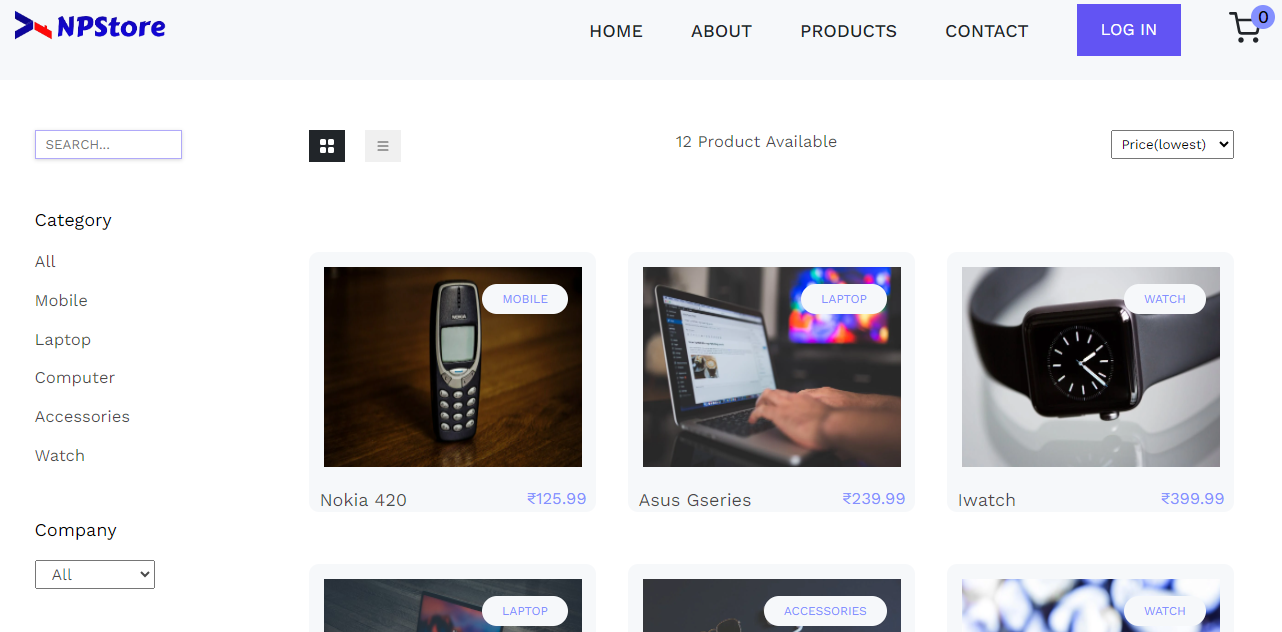 NPStore
HOME ABOUT PRODUCTS CONTACT LOG IN 0
SEARCH...
12 Product Available
Price(lowest)
Category
All
Mobile
Laptop
Computer
Accessories
Watch
Company
All
MOBILE
NOKIA
Nokia 420 ₹125.99
LAPTOP
Asus Gseries ₹239.99
WATCH
Iwatch ₹399.99
LAPTOP
ACCESSORIES
WATCH